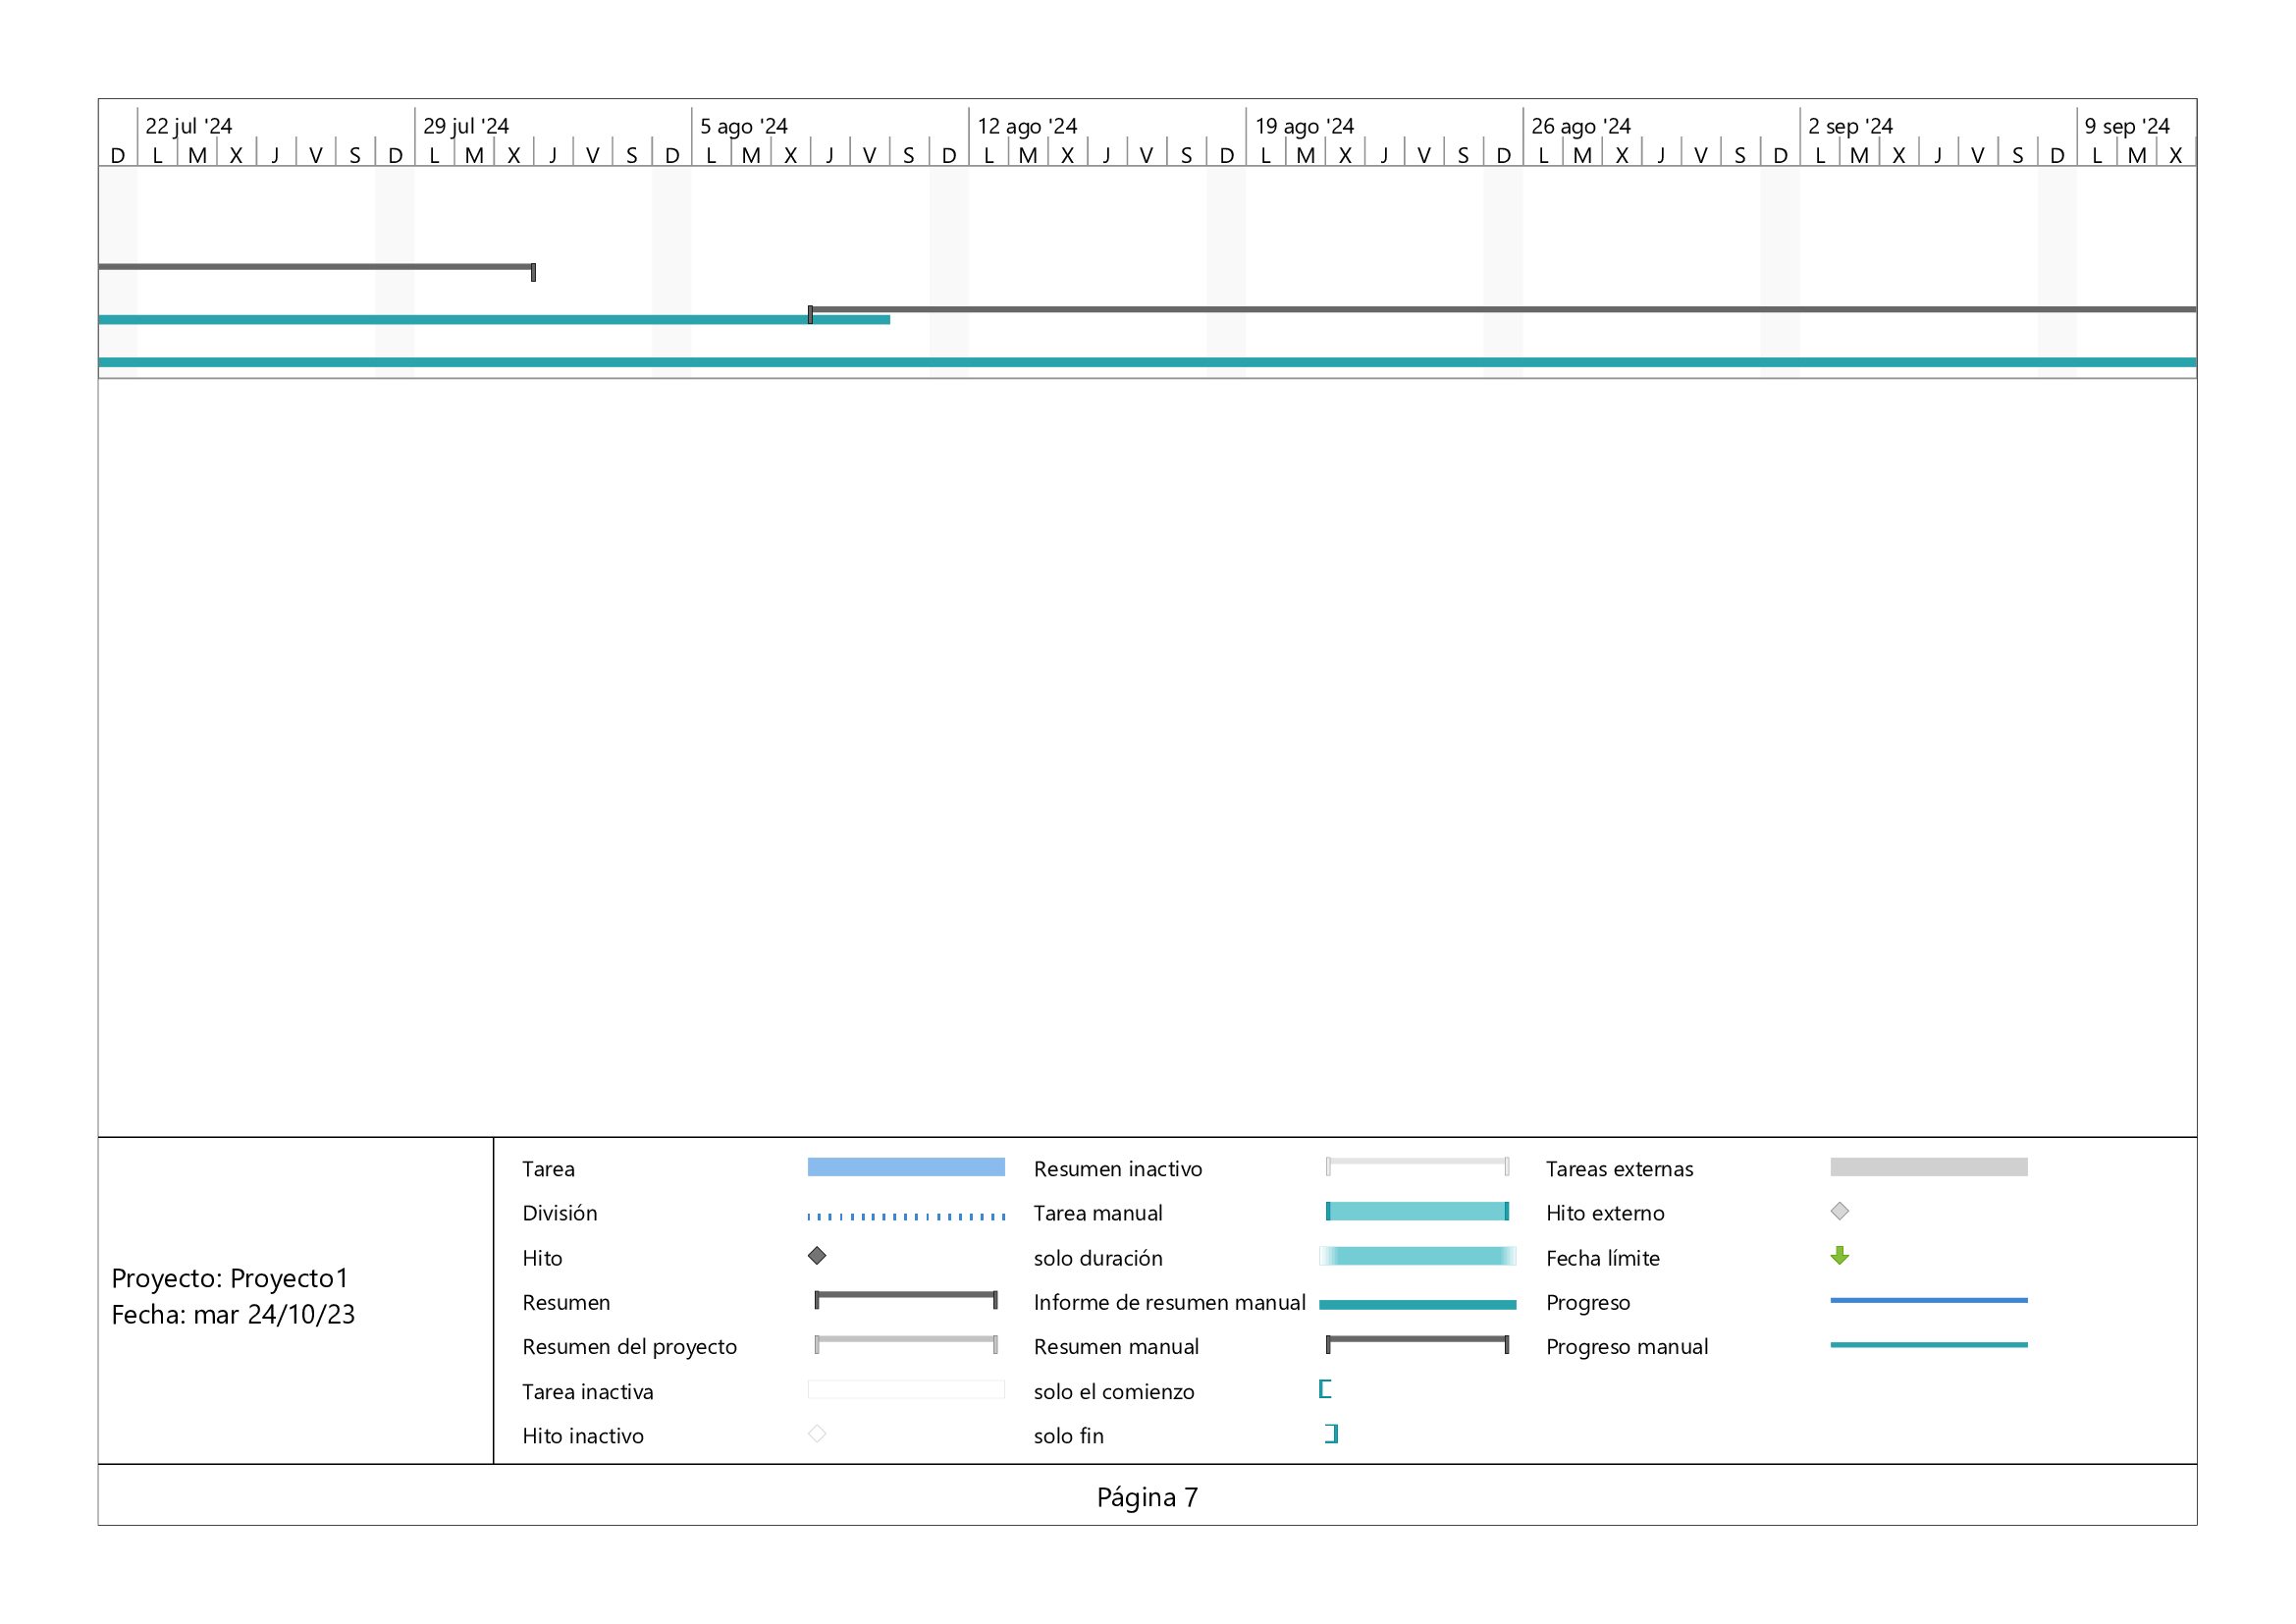 22 jul '24 29 jul '24 5 ago '24 12 ago '24 19 ago '24 26 ago '24 2 sep '24 9 sep '24
D L M X J V S D L M X J V S D L M X J V S D L M X J V S D L M X J V S D L M X J V S D L M X J V S D L M X
Tarea Resumen inactivo Tareas externas
División Tarea manual Hito externo
Hito solo duración Fecha límite
Resumen Informe de resumen manual Progreso
Resumen del proyecto Resumen manual Progreso manual
Tarea inactiva solo el comienzo
Hito inactivo solo fin
Proyecto: Proyecto1
Fecha: mar 24/10/23
Página 7